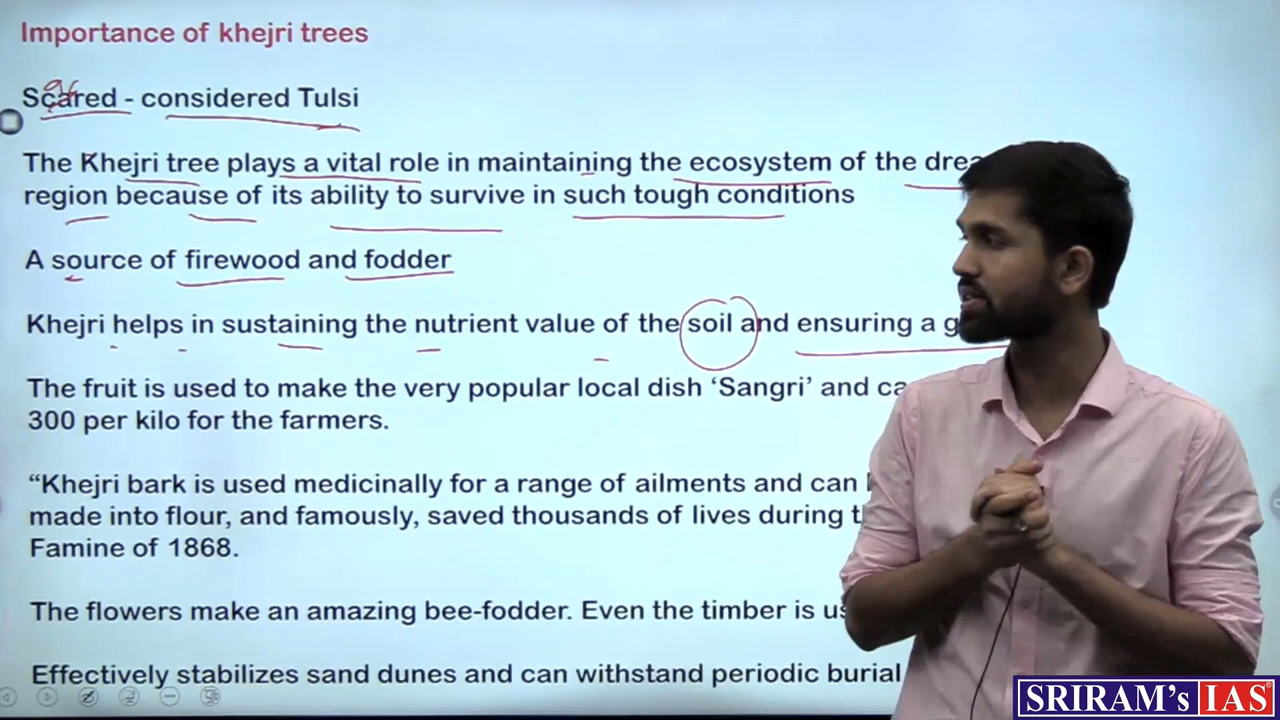 Importance of khejri trees
Scared - considered Tulsi
The Khejri tree plays a vital role in maintaining the ecosystem of the
region because of its ability to survive in such tough conditions
A source of firewood and fodder
Khejri helps in sustaining the nutrient value of the soil and ensuring a
The fruit is used to make the very popular local dish ‘Sangri’ and
300 per kilo for the farmers.
“Khejri bark is used medicinally for a range of ailments and can
made into flour, and famously, saved thousands of lives during
Famine of 1868.
The flowers make an amazing bee-fodder. Even the timber is
Effectively stabilizes sand dunes and can withstand periodic burial
SRIRAM's IAS